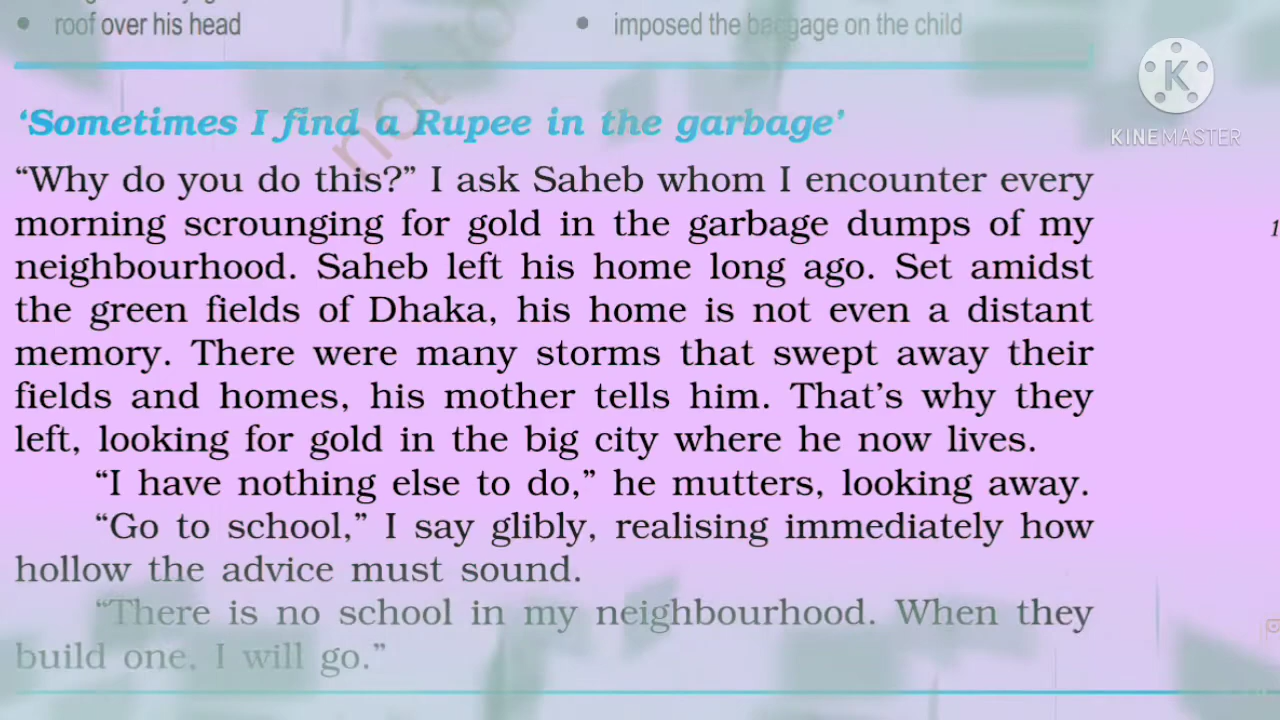 roof over his head
imposed the baggage on the child
KINEMASTER
‘Sometimes I find a Rupee in the garbage’
“Why do you do this?” I ask Saheb whom I encounter every
morning scrounging for gold in the garbage dumps of my
neighbourhood. Saheb left his home long ago. Set amidst
the green fields of Dhaka, his home is not even a distant
memory. There were many storms that swept away their
fields and homes, his mother tells him. That’s why they
left, looking for gold in the big city where he now lives.
“I have nothing else to do,” he mutters, looking away.
“Go to school,” I say glibly, realising immediately how
hollow the advice must sound.
“There is no school in my neighbourhood. When they
build one, I will go.”
not to